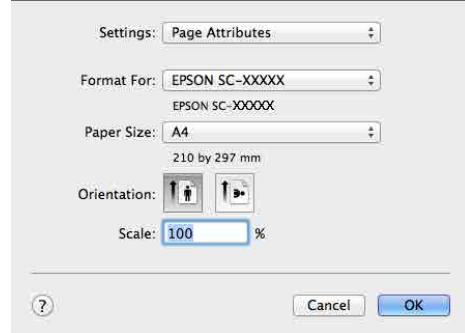 Settings: Page Attributes
Format For: EPSON SC-XXXXX
EPSON SC-XXXXX
Paper Size: A4
210 by 297 mm
Orientation:
Scale: 100 %
? Cancel OK